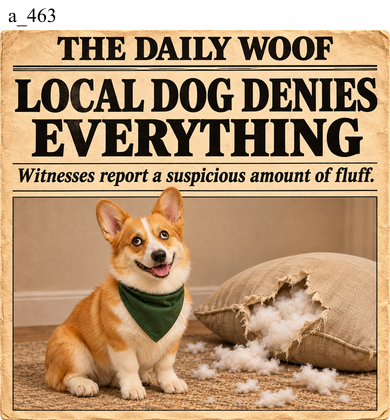 a_463
THE DAILY WOOF
LOCAL DOG DENIES
EVERYTHING
Witnesses report a suspicious amount of fluff.